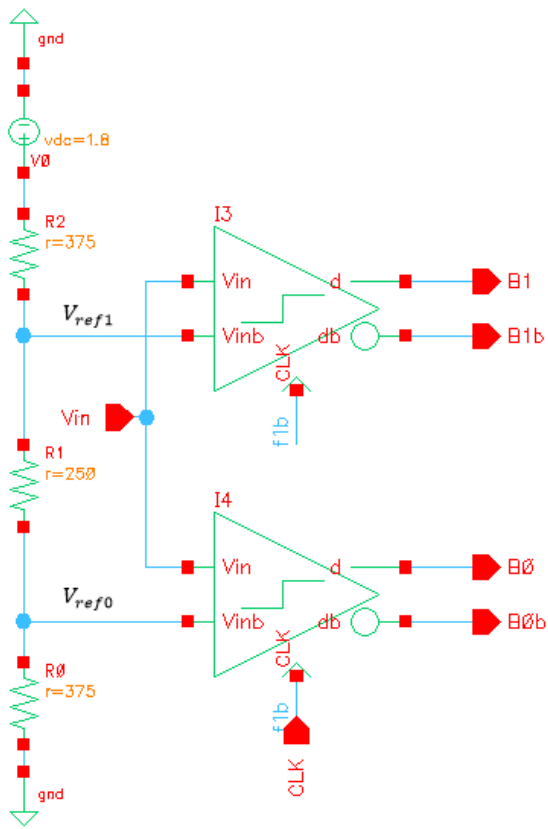 gnd
vdc=1.8
V0
R2
r=375
I3
Vin
d
B1
Vref1
Vinb
db
B1b
CLK
f1b
Vin
R1
r=250
I4
Vin
d
B0
Vref0
Vinb
db
B0b
CLK
R0
r=375
f1b
CLK
gnd